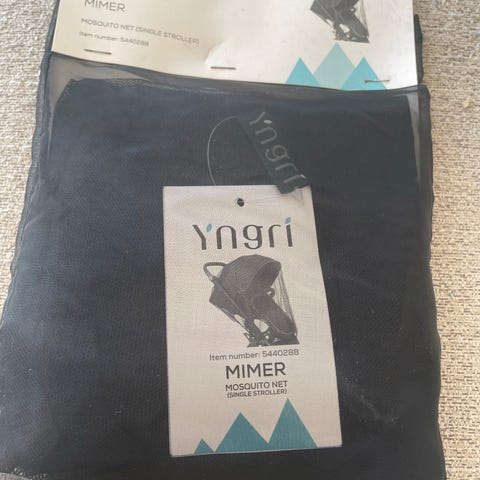 MIMER
MOSQUITO NET (SINGLE STROLLER)
Item number: 5440288
Yngri
Yngri
Item number: 5440288
MIMER
MOSQUITO NET
(SINGLE STROLLER)